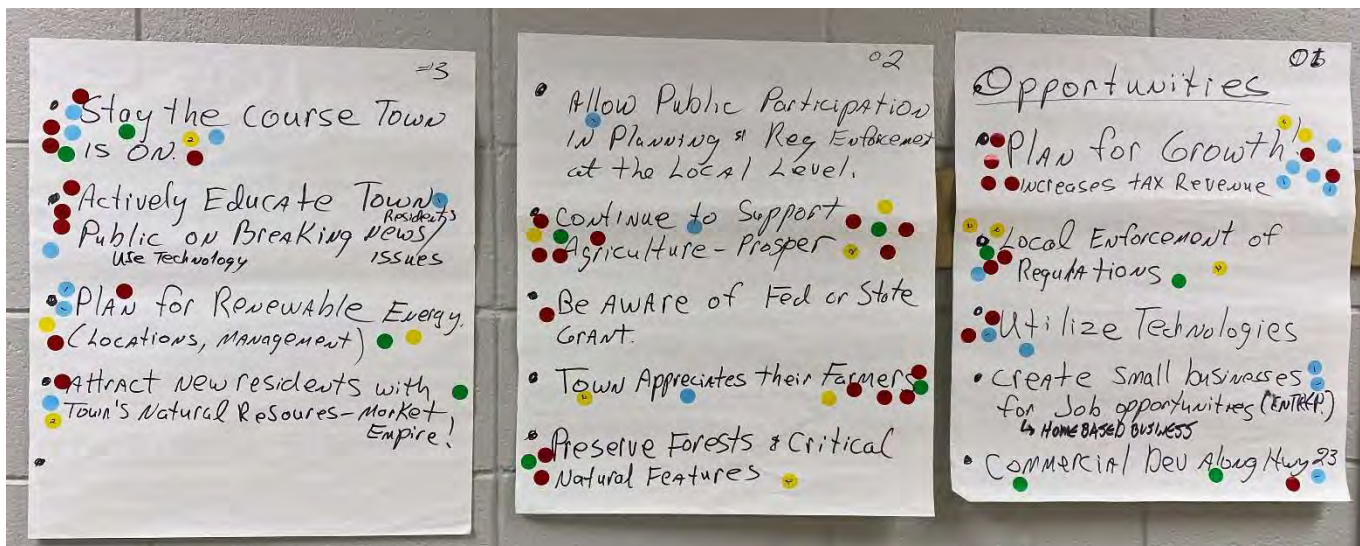 =3
Stay the course Town
is on.
Actively Educate Town
Residents
Public on Breaking News/
Use Technology
issues
Plan for Renewable Energy.
(Locations, Management)
Attract new residents with
Town's Natural Resoures - Market
Empire!
02
Allow Public Participation
In Planning & Reg Enforcemet
at the Local Level.
Continue to Support
Agriculture - Prosper
Be Aware of Fed or State
Grant.
Town Appreciates their Farmers
Preserve Forests & Critical
Natural Features
Opportunities
Plan for Growth!
increases tax Revenue
Local Enforcement of
Regulations
Utilize Technologies
Create Small businesses
for Job opportunities (ENTREP.)
↳ HOME BASED BUSINESS
Commercial Dev Along Hwy 23